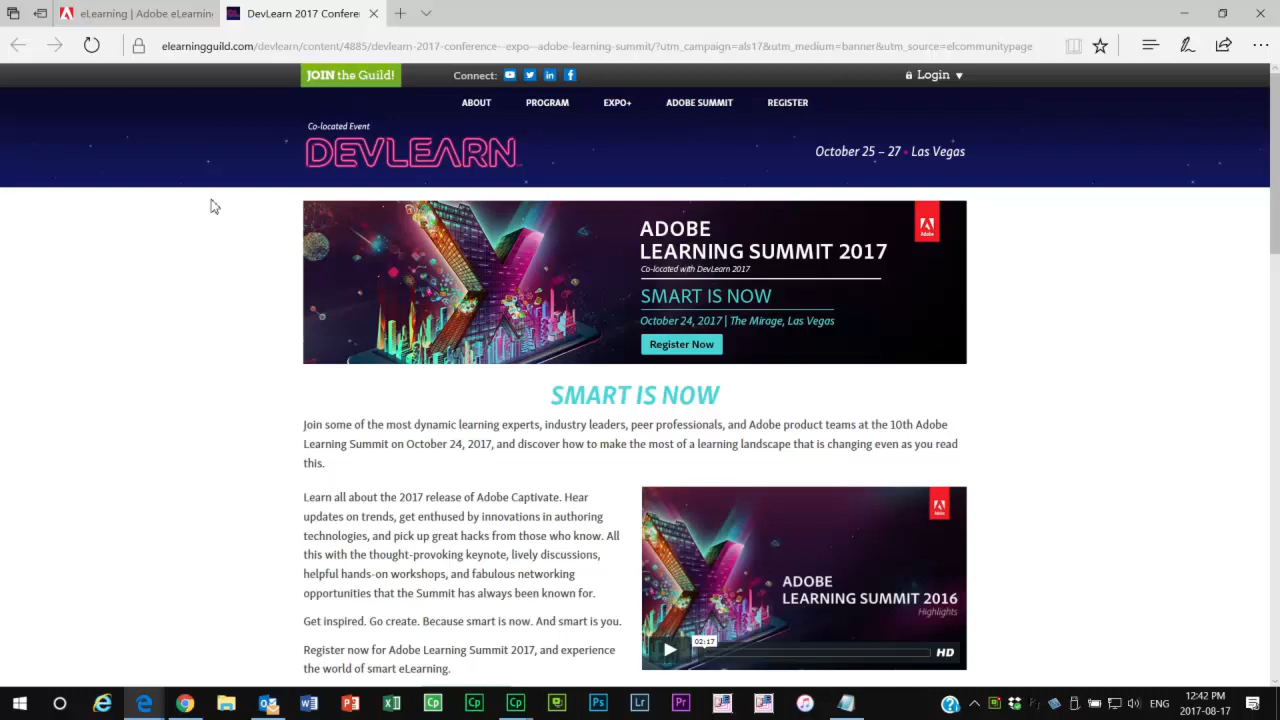 eLearning | Adobe eLearning
DevLearn 2017 Conferen
elearningguild.com/devlearn/content/4885/devlearn-2017-conference--expo--adobe-learning-summit/?utm_campaign=als17&utm_medium=banner&utm_source=elcommunitypage
JOIN the Guild!
Connect:
Login
ABOUT PROGRAM EXPO+ ADOBE SUMMIT REGISTER
Co-located Event
DEVLEARN
October 25 – 27 • Las Vegas
ADOBE
LEARNING SUMMIT 2017
Co-located with DevLearn 2017
SMART IS NOW
October 24, 2017 | The Mirage, Las Vegas
Register Now
Adobe
SMART IS NOW
Join some of the most dynamic learning experts, industry leaders, peer professionals, and Adobe product teams at the 10th Adobe
Learning Summit on October 24, 2017, and discover how to make the most of a learning landscape that is changing even as you read
this.
Learn all about the 2017 release of Adobe Captivate. Hear
updates on trends, get enthused by innovations in authoring
technologies, and pick up great hacks from those who know. All
this with the thought-provoking keynote, lively discussions,
helpful hands-on workshops, and fabulous networking
opportunities that the Summit has always been known for.
Get inspired. Go create. Because smart is now. And smart is you.
Register now for Adobe Learning Summit 2017, and experience
the world of smart eLearning.
Adobe
ADOBE
LEARNING SUMMIT 2016
Highlights
02:17
HD
ENG
12:42 PM
2017-08-17